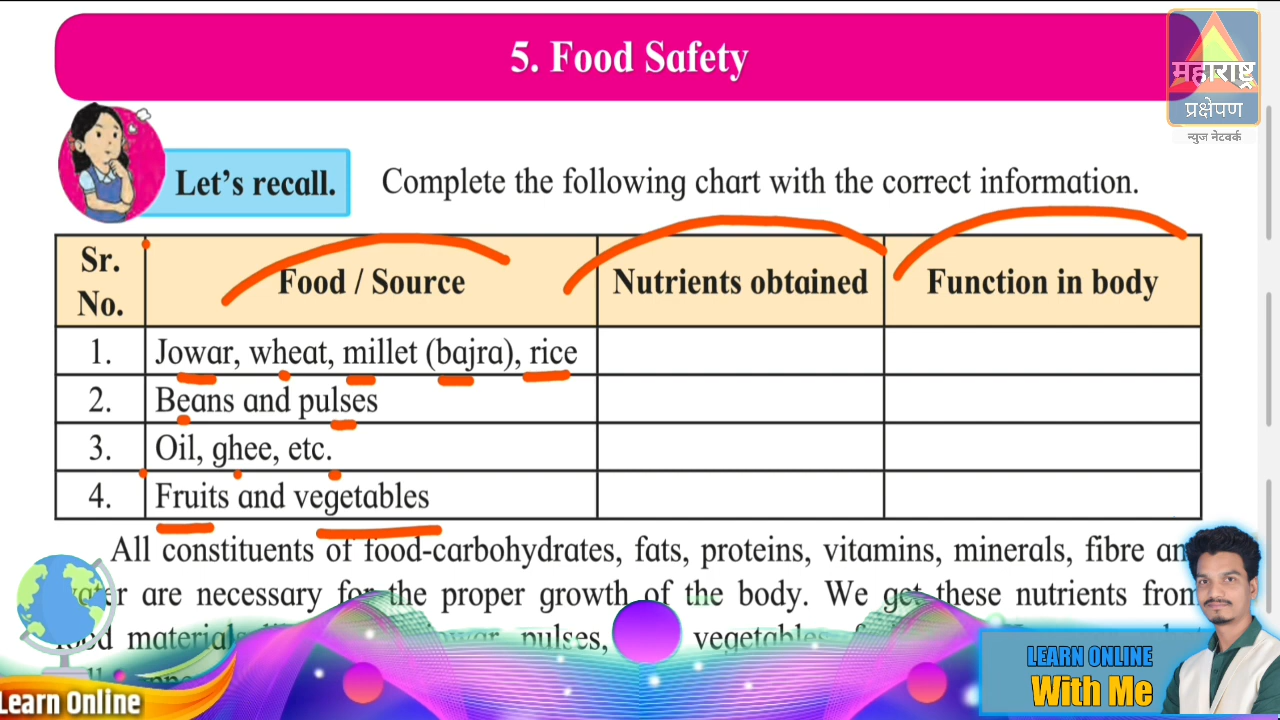 5. Food Safety
महाराष्ट्र
प्रक्षेपण
न्युज नेटवर्क
Let's recall.
Complete the following chart with the correct information.
Sr. No. Food / Source Nutrients obtained Function in body
1. Jowar, wheat, millet (bajra), rice
2. Beans and pulses
3. Oil, ghee, etc.
4. Fruits and vegetables
All constituents of food-carbohydrates, fats, proteins, vitamins, minerals, fibre
are necessary for the proper growth of the body. We get these nutrients from
pulses, vegetables
LEARN ONLINE
With Me
Learn Online